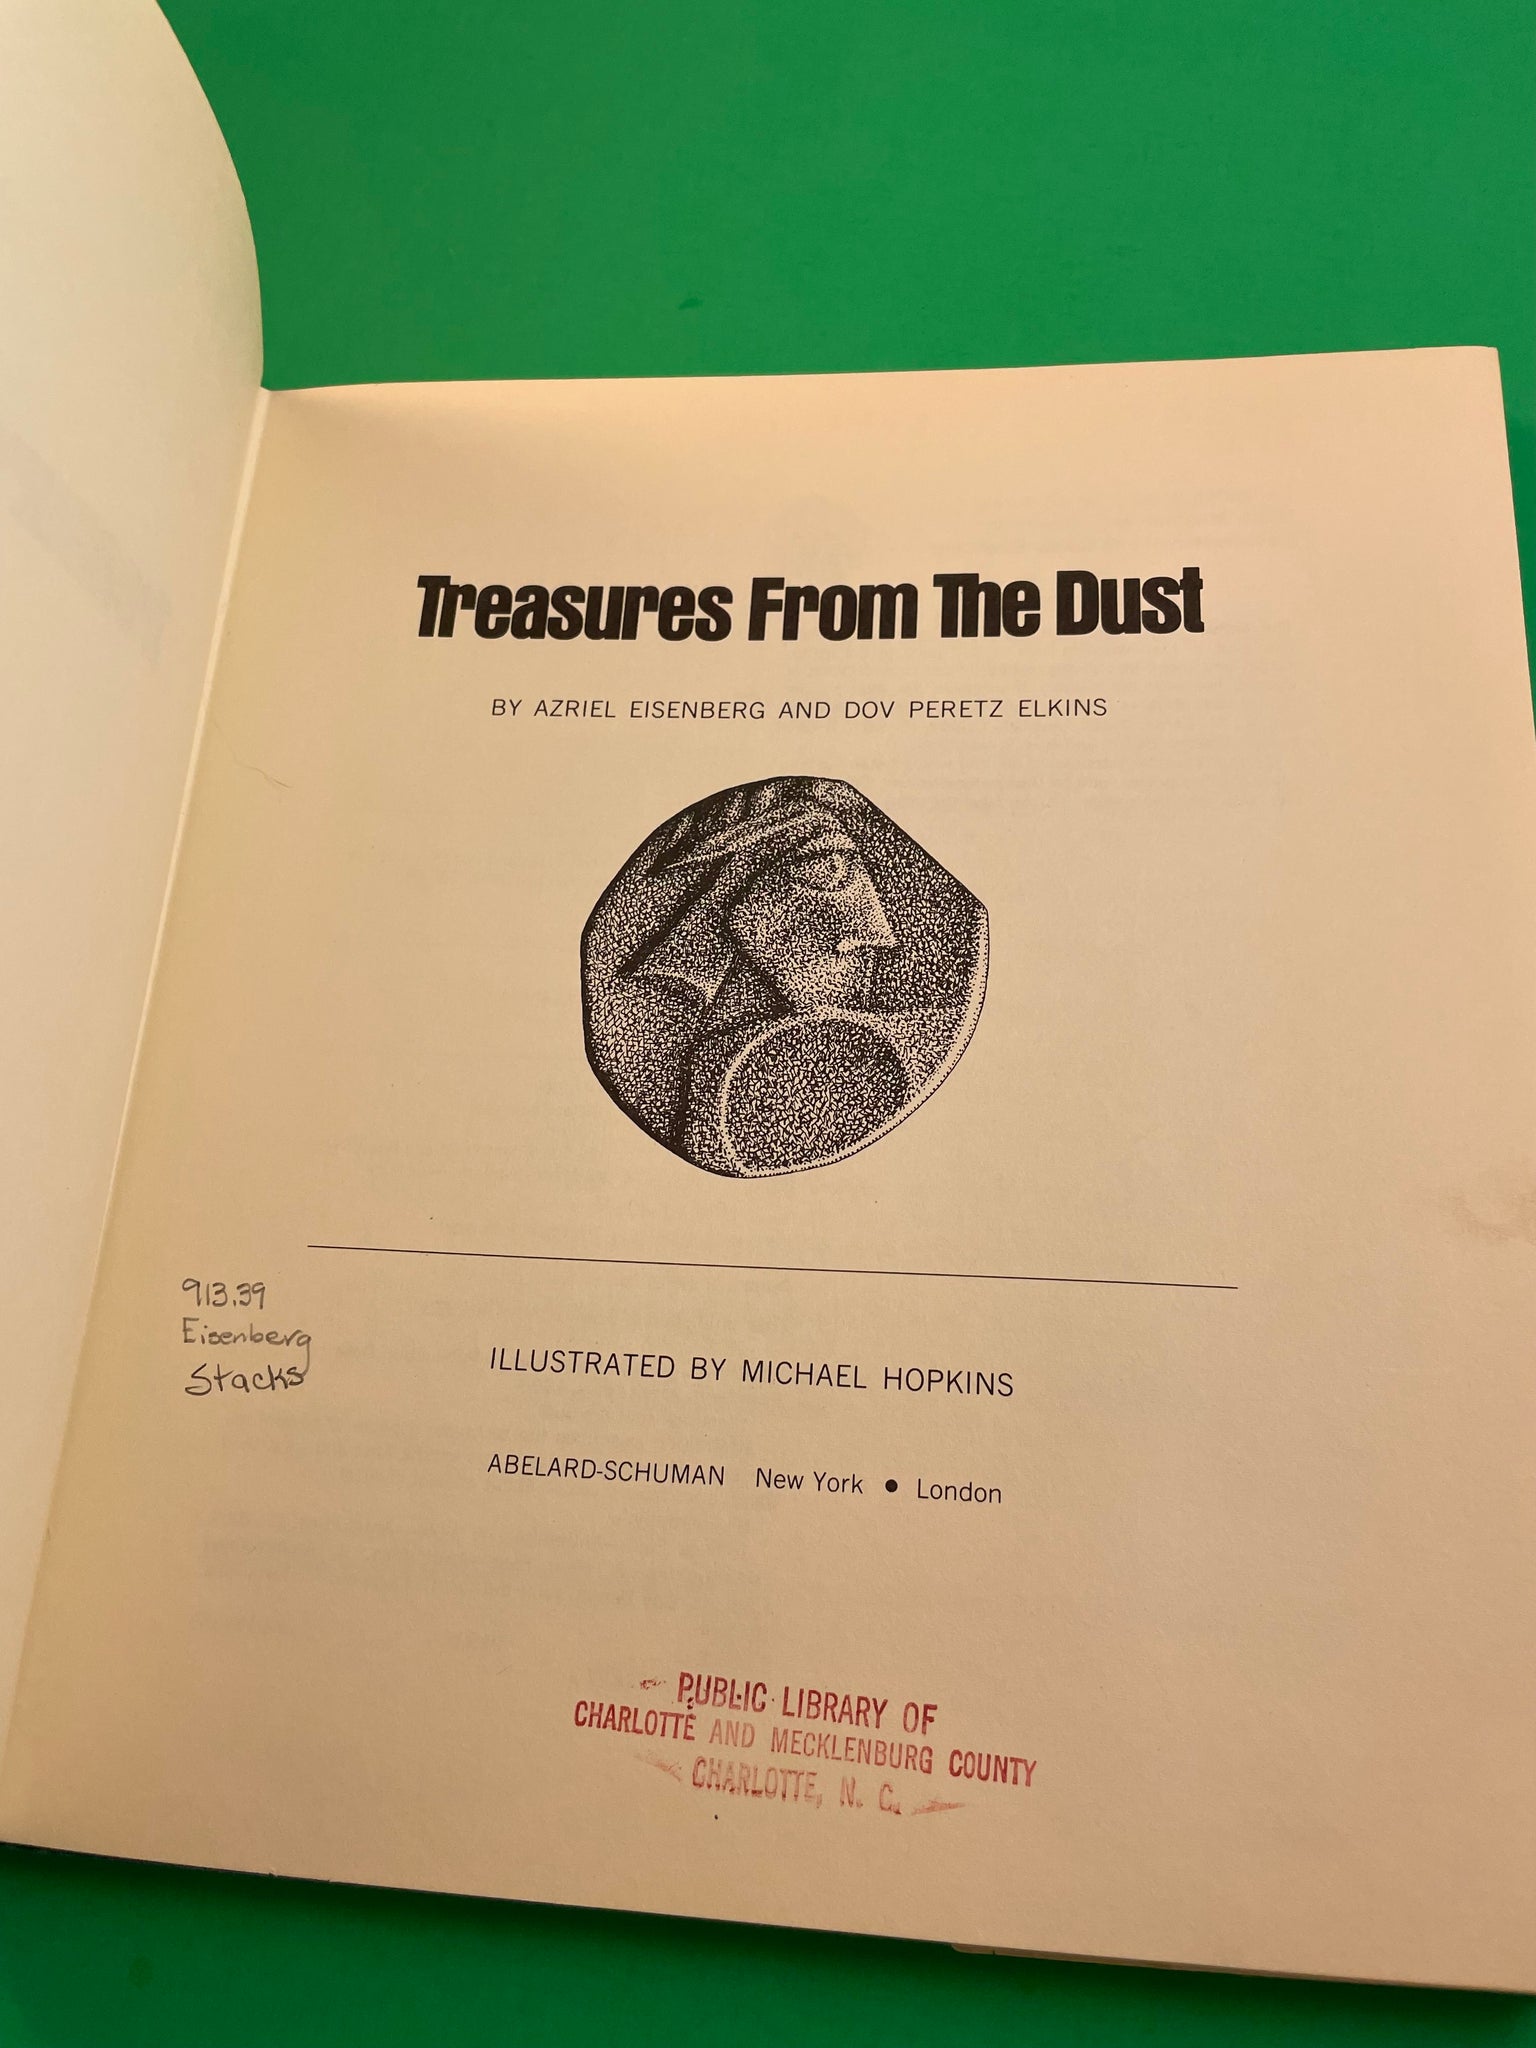 Treasures From The Dust
BY AZRIEL EISENBERG AND DOV PERETZ ELKINS
913.39
Eisenberg
Stacks
ILLUSTRATED BY MICHAEL HOPKINS
ABELARD-SCHUMAN New York ● London
PUBLIC LIBRARY OF
CHARLOTTE AND MECKLENBURG COUNTY
CHARLOTTE, N. C.